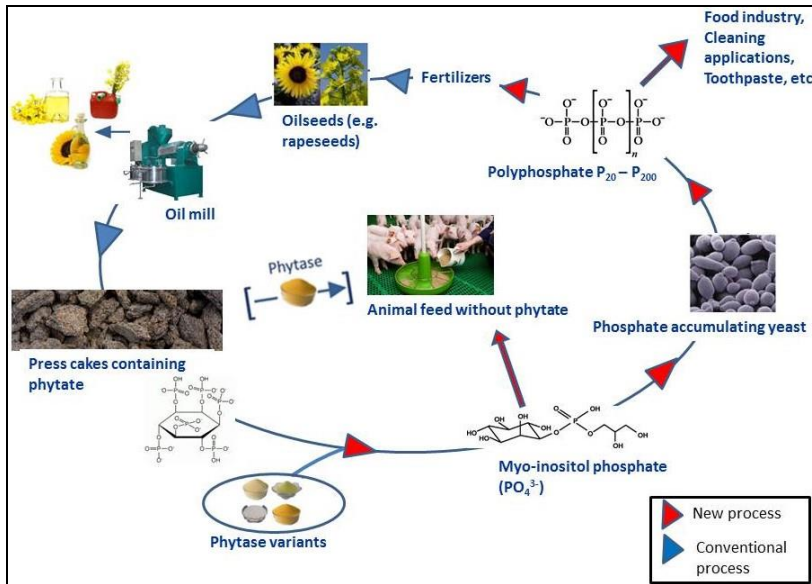 Food industry,
Cleaning
applications,
Toothpaste, etc
Fertilizers
Oilseeds (e.g.
rapeseeds)
O⁻ O⁻ O⁻
⁻O-P-O-[P-O]-P-O⁻
O O O
n
Polyphosphate P₂₀ – P₂₀₀
Oil mill
Phytase
[ ]
Animal feed without phytate
Phosphate accumulating yeast
Press cakes containing
phytate
Myo-inositol phosphate
(PO₄³⁻)
Phytase variants
New process
Conventional
process